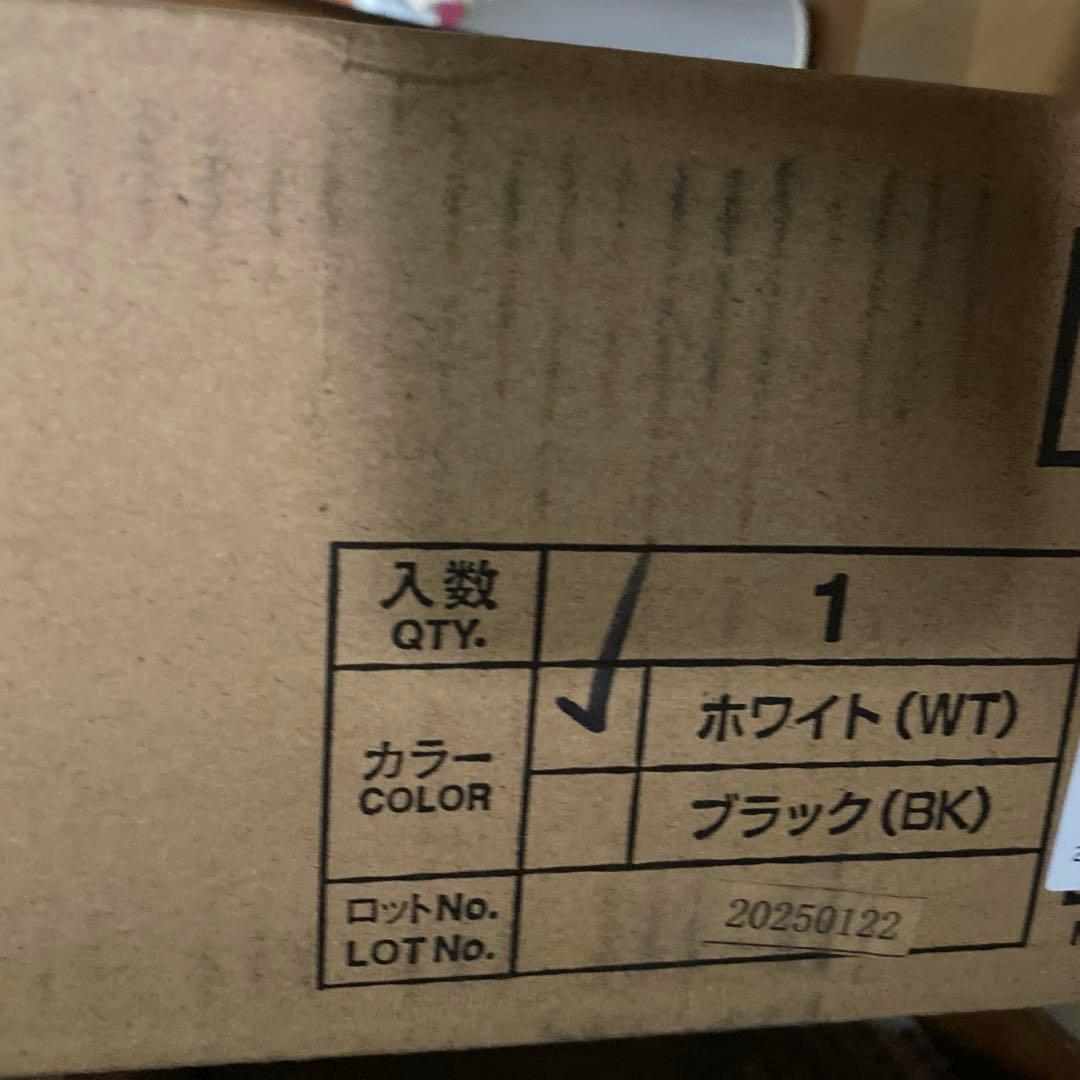 入数
QTY.
1
カラー
COLOR
✓
ホワイト(WT)
ブラック(BK)
ロットNo.
LOT No.
20250122